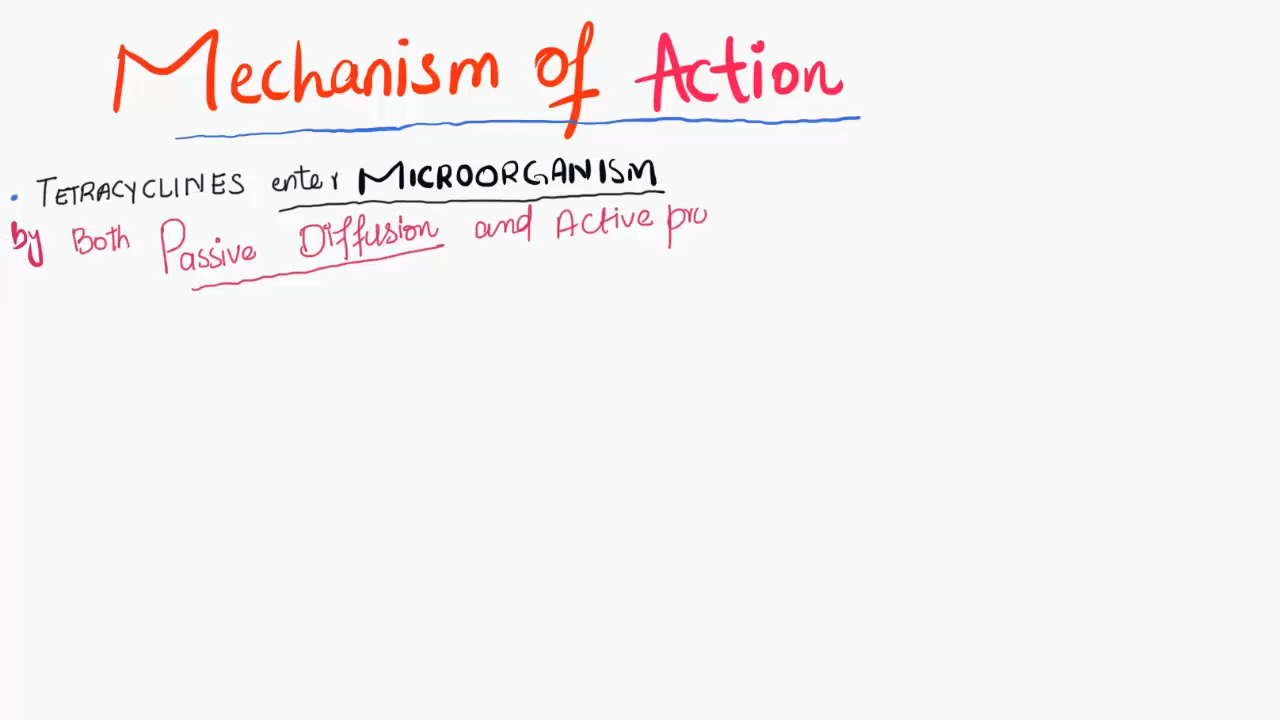 Mechanism of Action
• TETRACYCLINES enter MICROORGANISM
by Both Passive Diffusion and Active pro